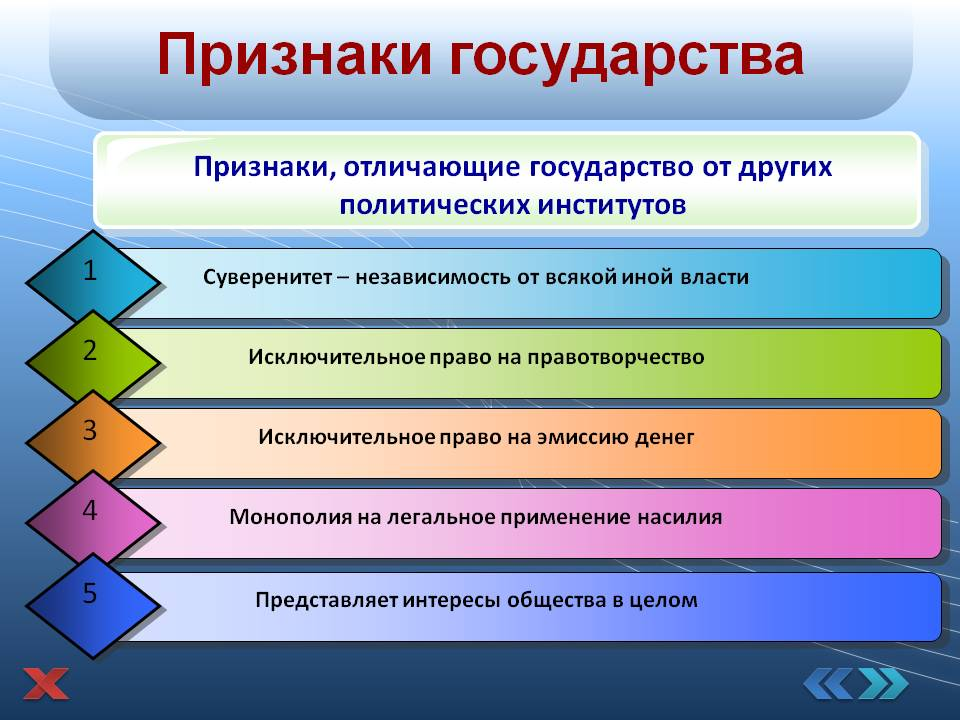 Признаки государства
Признаки, отличающие государство от других
политических институтов
1
Суверенитет – независимость от всякой иной власти
2
Исключительное право на правотворчество
3
Исключительное право на эмиссию денег
4
Монополия на легальное применение насилия
5
Представляет интересы общества в целом